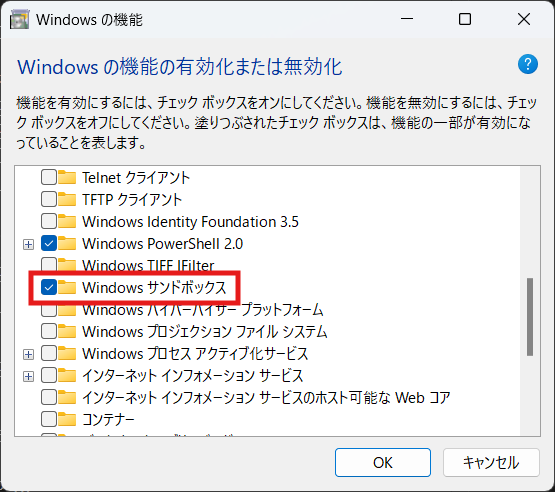 Windows の機能
Windows の機能の有効化または無効化
?
機能を有効にするには、チェック ボックスをオンにしてください。機能を無効にするには、チェッ
ク ボックスをオフにしてください。塗りつぶされたチェック ボックスは、機能の一部が有効になっ
ていることを表します。
Telnet クライアント
TFTP クライアント
Windows Identity Foundation 3.5
Windows PowerShell 2.0
Windows TIFF IFilter
Windows サンドボックス
Windows ハイパーバイザー プラットフォーム
Windows プロジェクション ファイル システム
Windows プロセス アクティブ化サービス
インターネット インフォメーション サービス
インターネット インフォメーション サービスのホスト可能な Web コア
コンテナー
OK
キャンセル